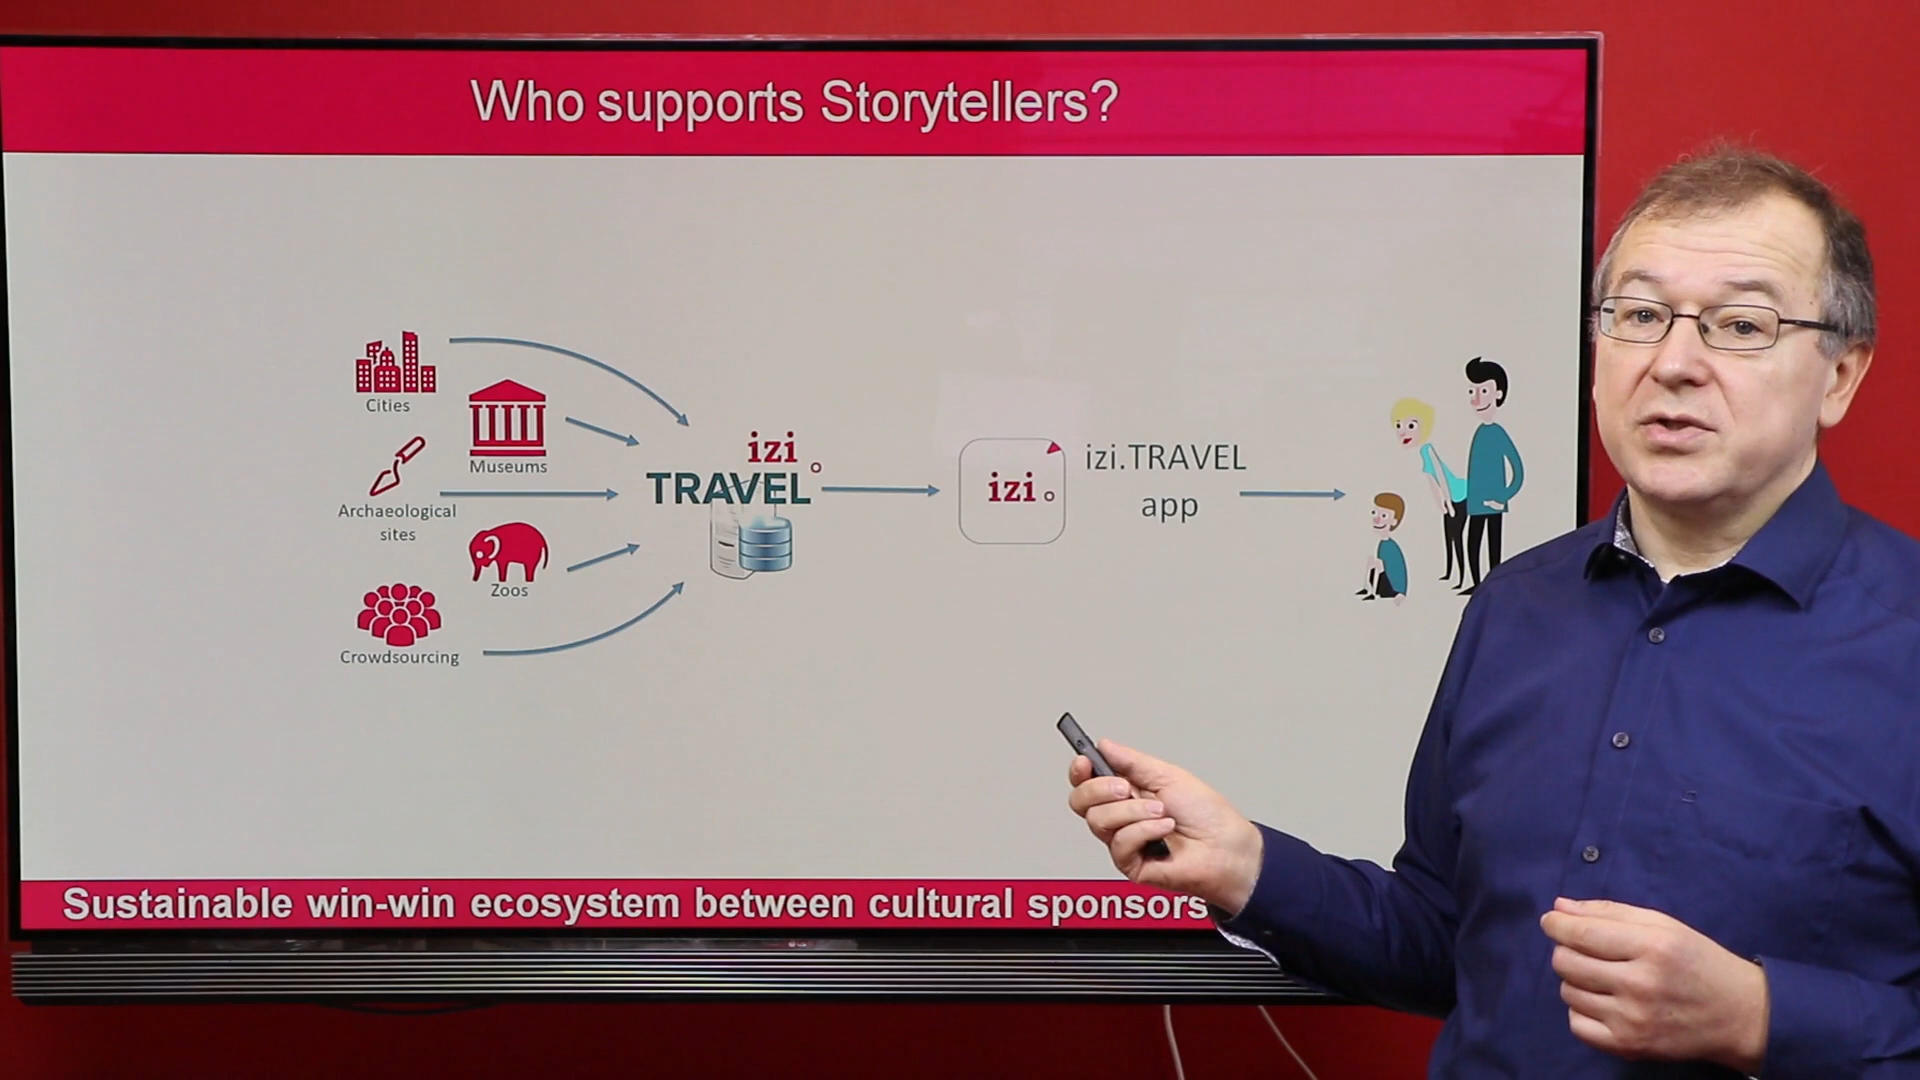 Who supports Storytellers?
Cities
Museums
Archaeological
sites
Zoos
Crowdsourcing
izi
TRAVEL
izi
izi.TRAVEL
app
Sustainable win-win ecosystem between cultural sponsors